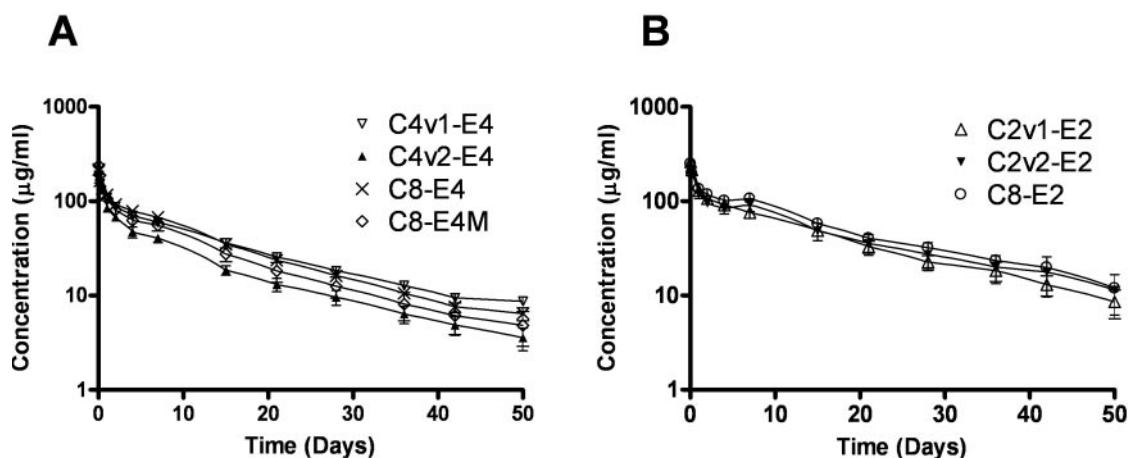 A
Concentration (µg/ml)
1000
100
10
1
0 10 20 30 40 50
Time (Days)
C4v1-E4
C4v2-E4
C8-E4
C8-E4M
B
Concentration (µg/ml)
1000
100
10
1
0 10 20 30 40 50
Time (Days)
C2v1-E2
C2v2-E2
C8-E2